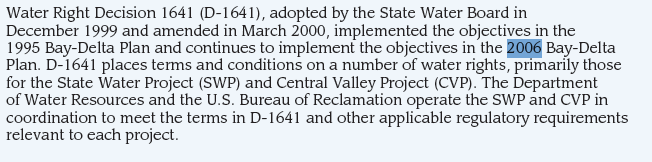 Water Right Decision 1641 (D-1641), adopted by the State Water Board in
December 1999 and amended in March 2000, implemented the objectives in the
1995 Bay-Delta Plan and continues to implement the objectives in the 2006 Bay-Delta
Plan. D-1641 places terms and conditions on a number of water rights, primarily those
for the State Water Project (SWP) and Central Valley Project (CVP). The Department
of Water Resources and the U.S. Bureau of Reclamation operate the SWP and CVP in
coordination to meet the terms in D-1641 and other applicable regulatory requirements
relevant to each project.